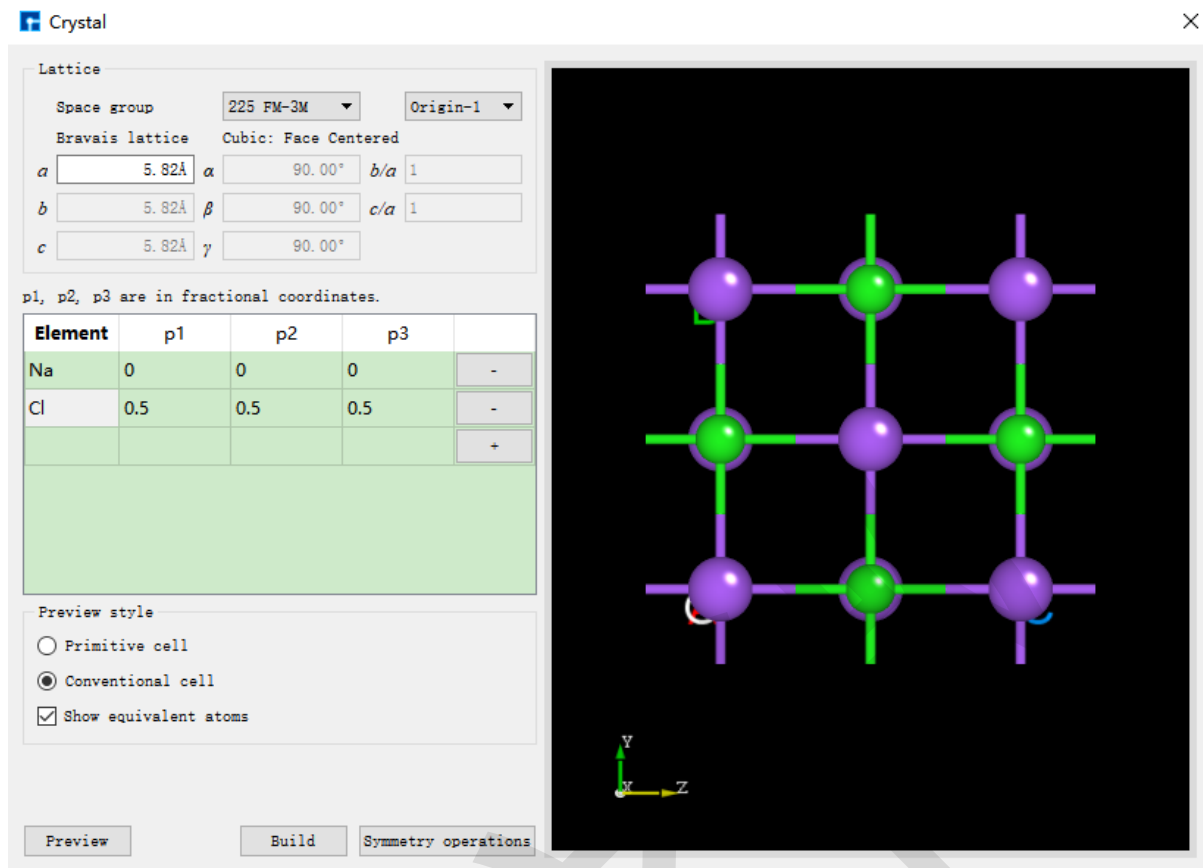 Crystal
Lattice
Space group 225 FM-3M Origin-1
Bravais lattice Cubic: Face Centered
a 5.82Å α 90.00° b/a 1
b 5.82Å β 90.00° c/a 1
c 5.82Å γ 90.00°
p1, p2, p3 are in fractional coordinates.
Element p1 p2 p3
Na 0 0 0 -
Cl 0.5 0.5 0.5 -
+
Preview style
Primitive cell
Conventional cell
Show equivalent atoms
Preview Build Symmetry operations
Y
X Z